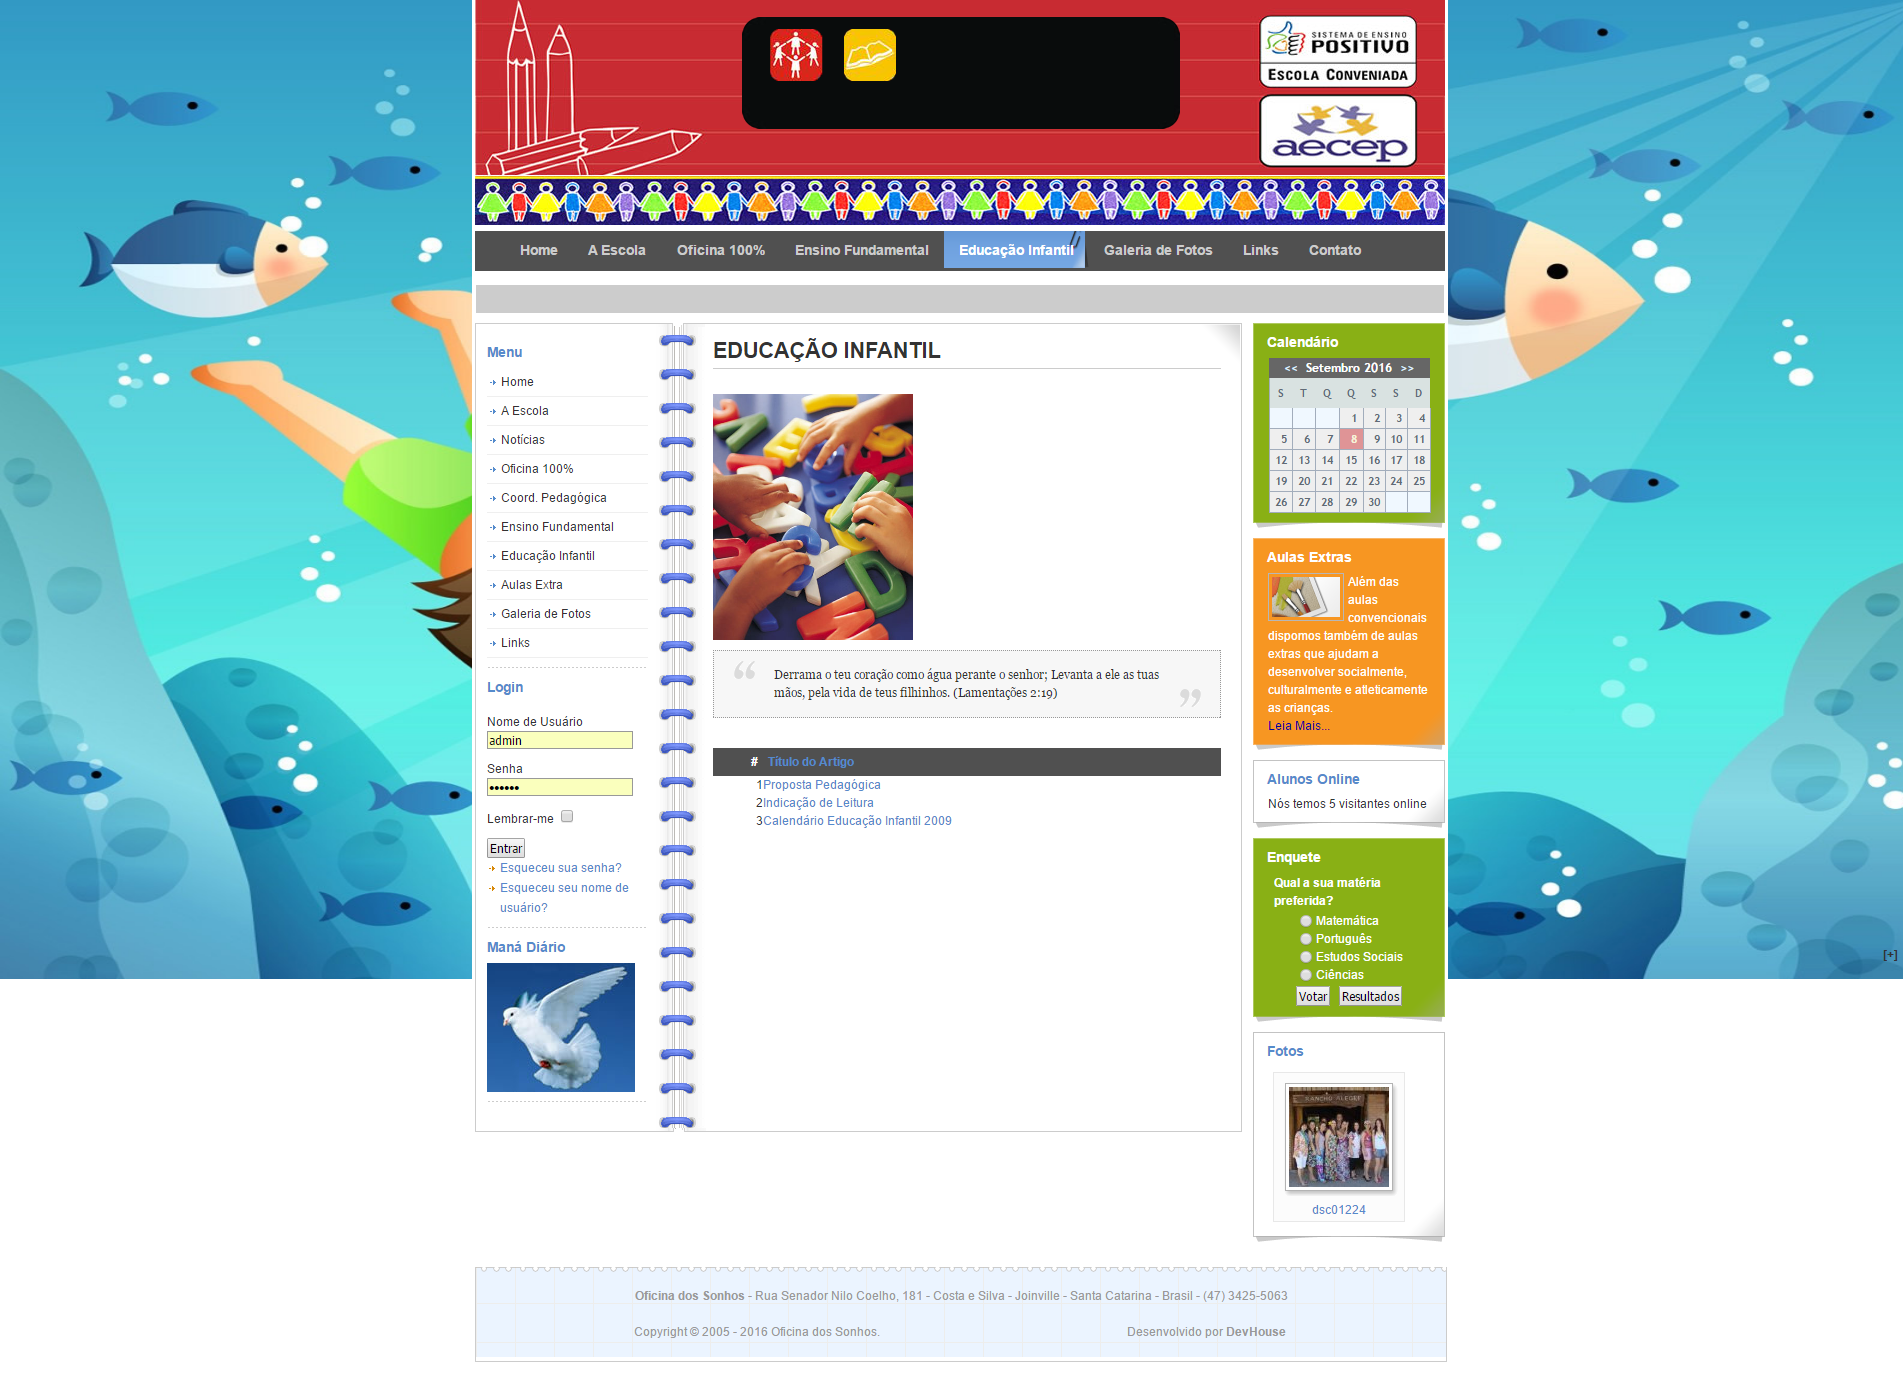 SISTEMA DE ENSINO
POSITIVO
ESCOLA CONVENIADA
aecep
Home A Escola Oficina 100% Ensino Fundamental Educação Infantil Galeria de Fotos Links Contato
Menu
Home
A Escola
Notícias
Oficina 100%
Coord. Pedagógica
Ensino Fundamental
Educação Infantil
Aulas Extra
Galeria de Fotos
Links
Login
Nome de Usuário
admin
Senha
••••••
Lembrar-me
Entrar
Esqueceu sua senha?
Esqueceu seu nome de
usuário?
Maná Diário
EDUCAÇÃO INFANTIL
“ Derrama o teu coração como água perante o senhor; Levanta a ele as tuas
mãos, pela vida de teus filhinhos. (Lamentações 2:19) ”
# Título do Artigo
1 Proposta Pedagógica
2 Indicação de Leitura
3 Calendário Educação Infantil 2009
Calendário
<< Setembro 2016 >>
S T Q Q S S D
1 2 3 4
5 6 7 8 9 10 11
12 13 14 15 16 17 18
19 20 21 22 23 24 25
26 27 28 29 30
Aulas Extras
Além das
aulas
convencionais
dispomos também de aulas
extras que ajudam a
desenvolver socialmente,
culturalmente e atleticamente
as crianças.
Leia Mais...
Alunos Online
Nós temos 5 visitantes online
Enquete
Qual a sua matéria
preferida?
Matemática
Português
Estudos Sociais
Ciências
Votar Resultados
[+]
Fotos
RANCHO ALEGRE
dsc01224
Oficina dos Sonhos - Rua Senador Nilo Coelho, 181 - Costa e Silva - Joinville - Santa Catarina - Brasil - (47) 3425-5063
Copyright © 2005 - 2016 Oficina dos Sonhos. Desenvolvido por DevHouse